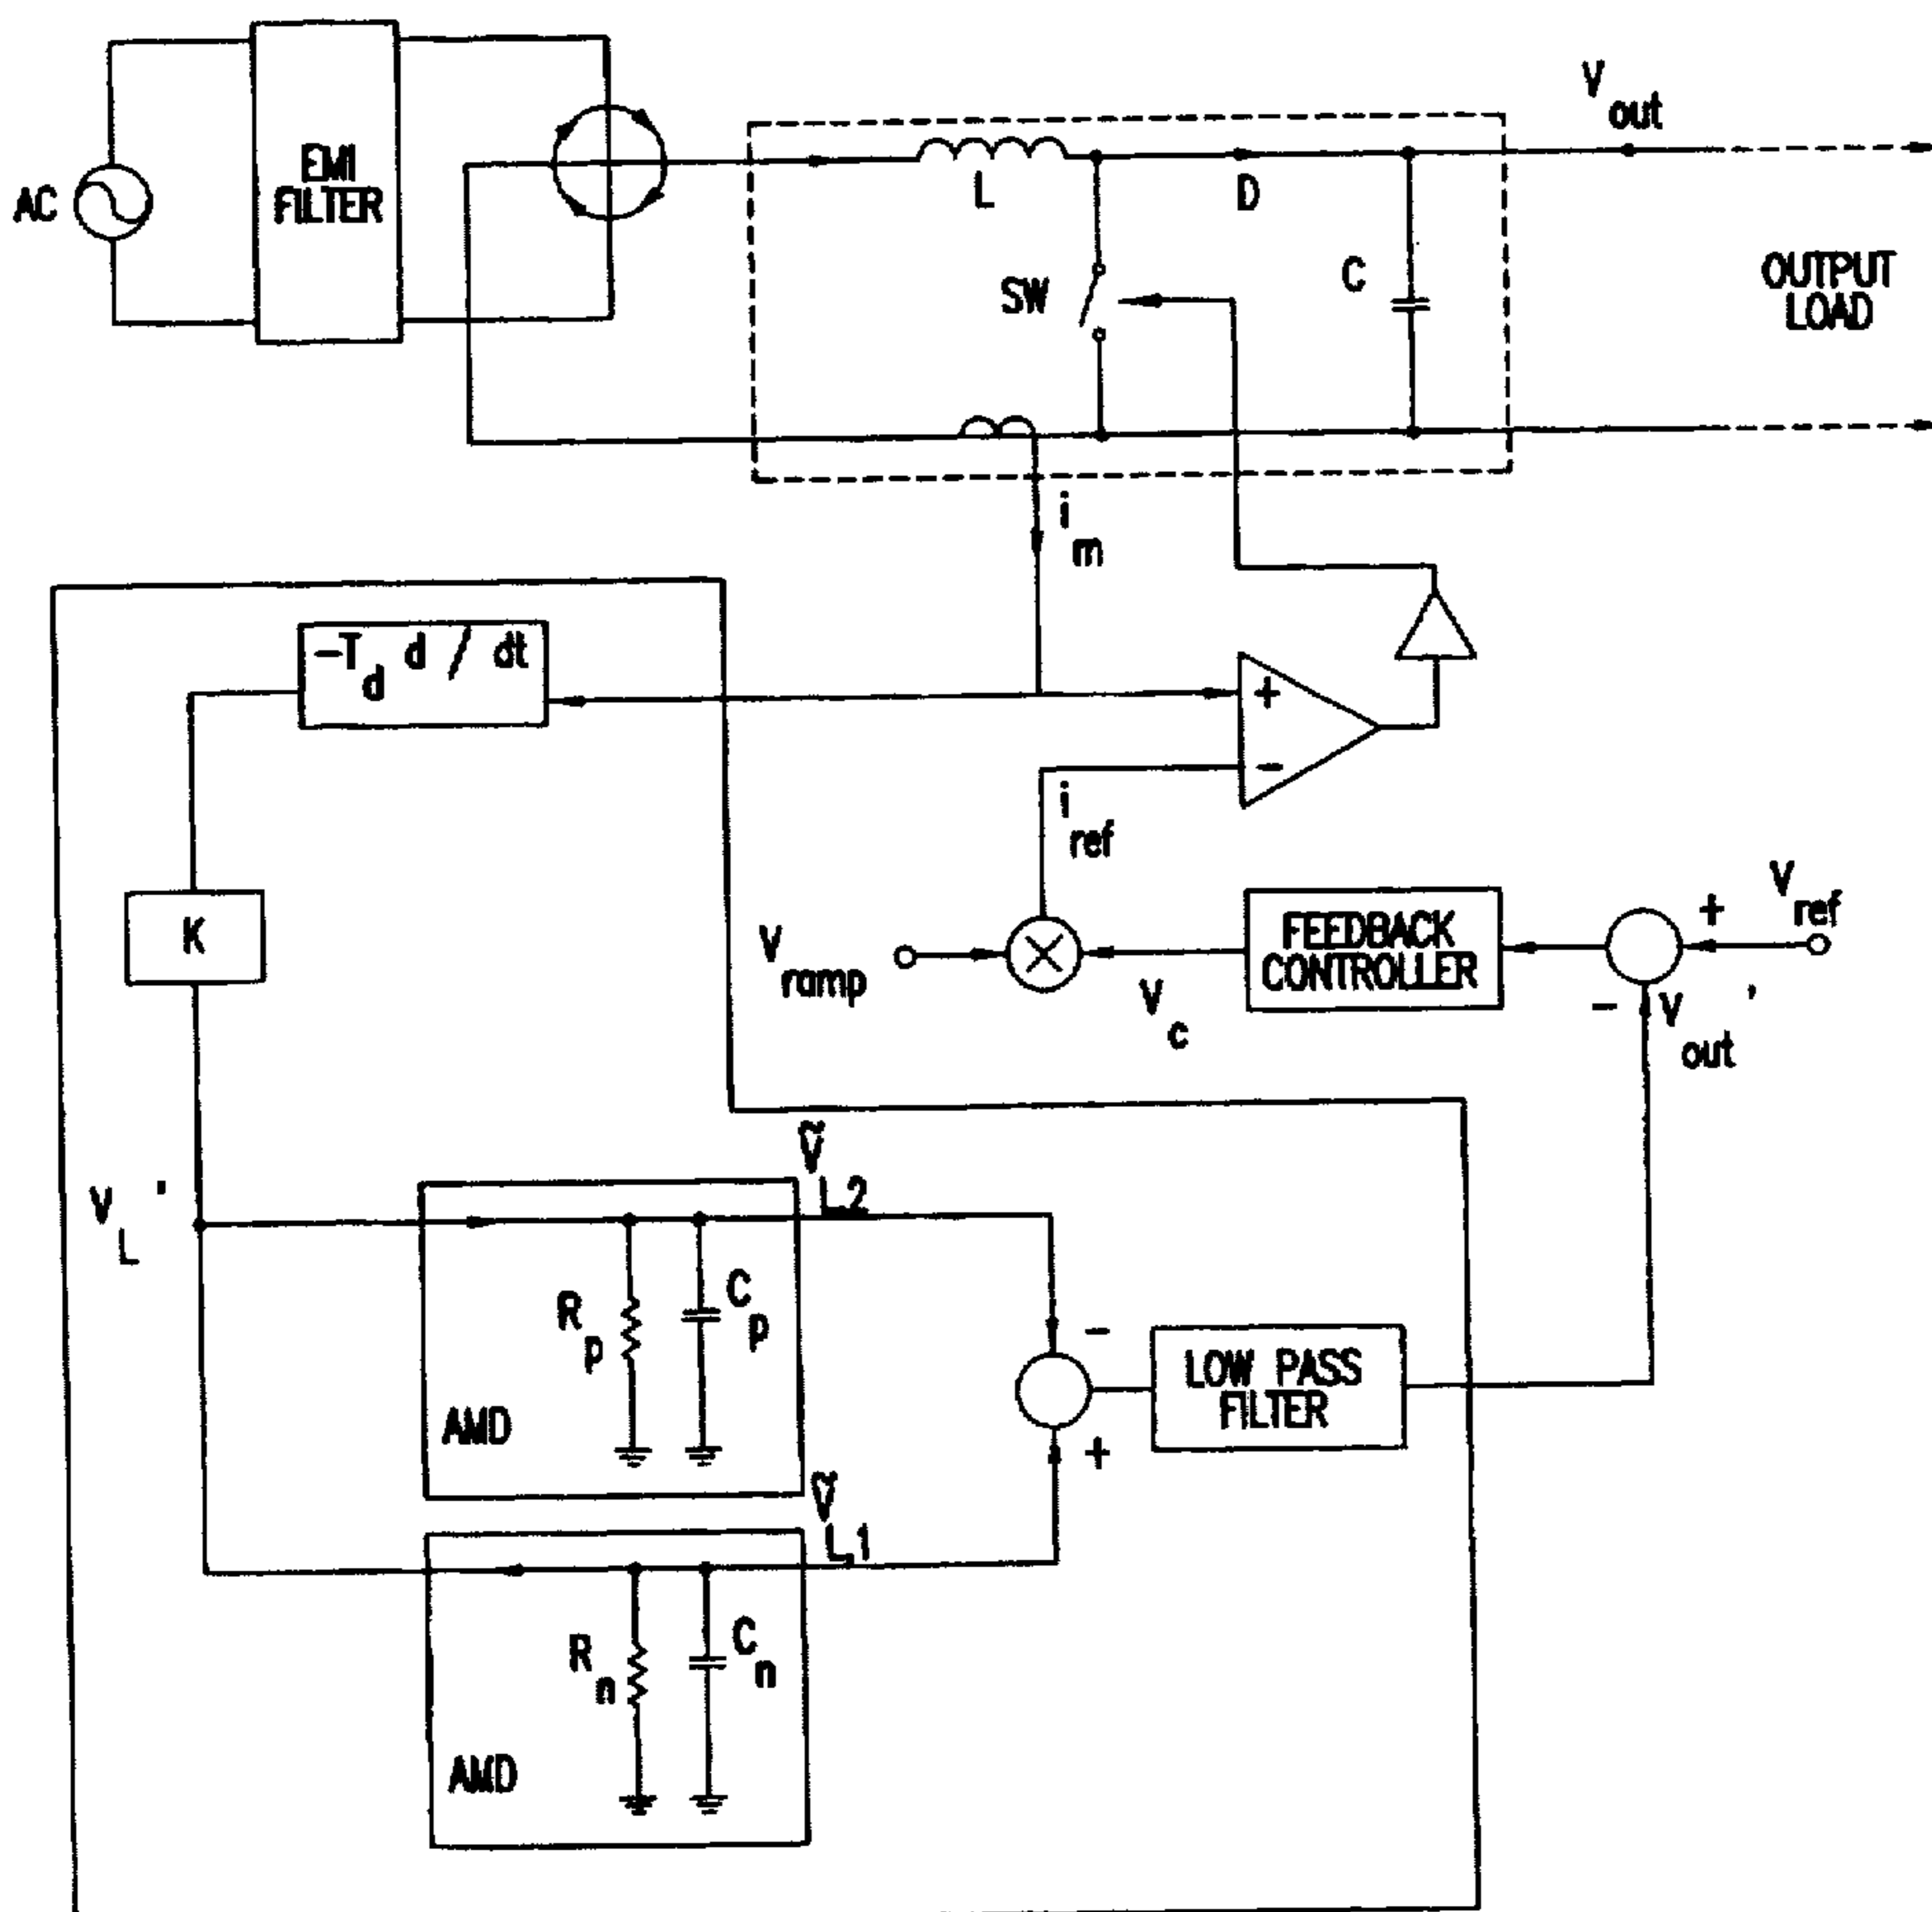 V
out
EMI
FILTER
AC
L
D
SW
C
OUTPUT
LOAD
i
m
-T d / dt
d
+
-
i
ref
K
V
ramp
V
c
FEEDBACK
CONTROLLER
+
V
ref
-
V '
out
V '
L
Ṽ
L2
R
p
C
p
AMD
-
+
LOW PASS
FILTER
Ṽ
L1
R
n
C
n
AMD